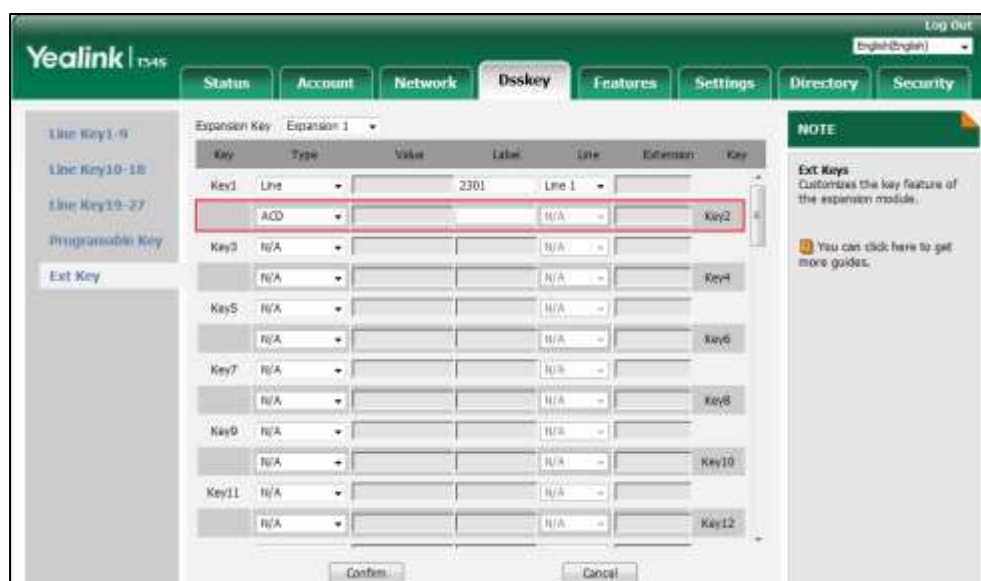 Log Out
Yealink T54S
English(English)
Status Account Network Dsskey Features Settings Directory Security
Line Key1-9
Line Key10-18
Line Key19-27
Programable Key
Ext Key
Expansion Key Expansion 1
Key Type Value Label Line Extension Key
Key1 Line 2301 Line 1
ACD N/A Key2
Key3 N/A N/A
N/A N/A Key4
Key5 N/A N/A
N/A N/A Key6
Key7 N/A N/A
N/A N/A Key8
Key9 N/A N/A
N/A N/A Key10
Key11 N/A N/A
N/A N/A Key12
Confirm Cancel
NOTE
Ext Keys
Customizes the key feature of
the expansion module.
You can click here to get
more guides.